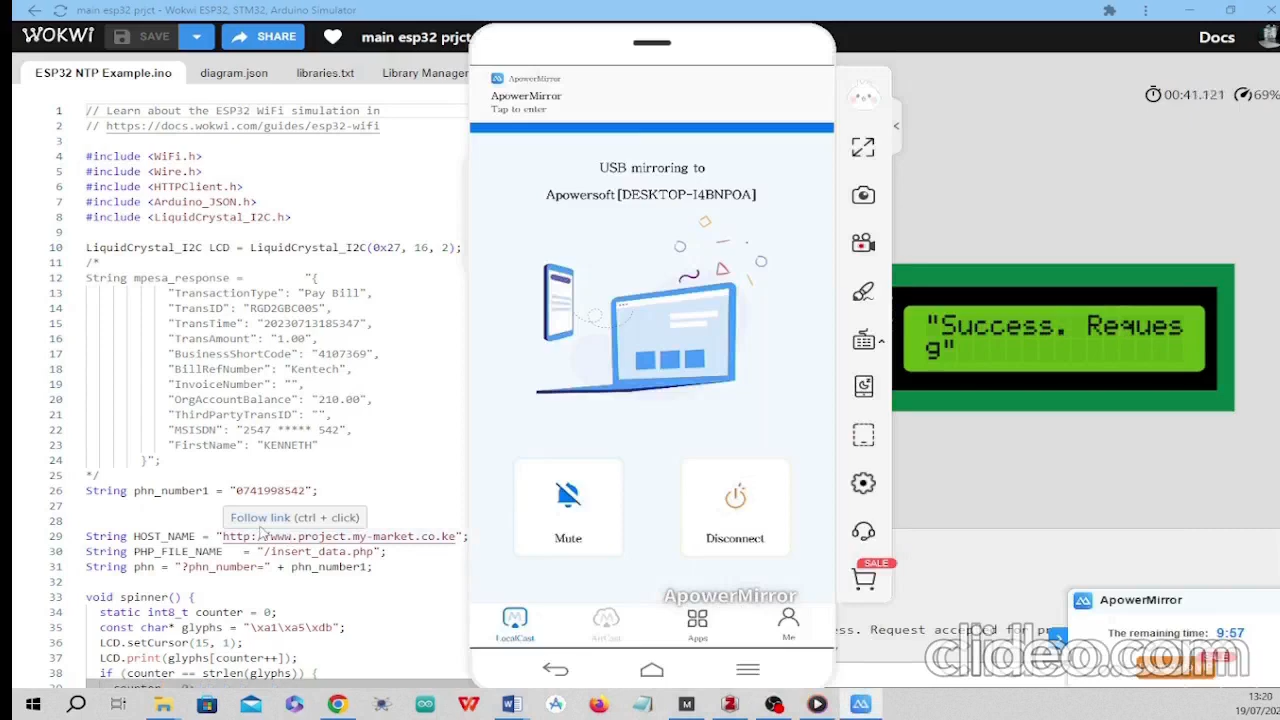 main esp32 prjct - Wokwi ESP32, STM32, Arduino Simulator
WOKWI
SAVE
SHARE
main esp32 prjct
Docs
ESP32 NTP Example.ino
diagram.json
libraries.txt
Library Manager
00:41.121
69%
1 // Learn about the ESP32 WiFi simulation in
2 // https://docs.wokwi.com/guides/esp32-wifi
3
4 #include <WiFi.h>
5 #include <Wire.h>
6 #include <HTTPClient.h>
7 #include <Arduino_JSON.h>
8 #include <LiquidCrystal_I2C.h>
9
10 LiquidCrystal_I2C LCD = LiquidCrystal_I2C(0x27, 16, 2);
11 /*
12 String mpesa_response = "{
13 "TransactionType": "Pay Bill",
14 "TransID": "RGD2GBC00S",
15 "TransTime": "20230713185347",
16 "TransAmount": "1.00",
17 "BusinessShortCode": "4107369",
18 "BillRefNumber": "Kentech",
19 "InvoiceNumber": "",
20 "OrgAccountBalance": "210.00",
21 "ThirdPartyTransID": "",
22 "MSISDN": "2547 ***** 542",
23 "FirstName": "KENNETH"
24 }";
25 */
26 String phn_number1 = "0741998542";
27
Follow link (ctrl + click)
28
29 String HOST_NAME = "http://www.project.my-market.co.ke";
30 String PHP_FILE_NAME = "/insert_data.php";
31 String phn = "?phn_number=" + phn_number1;
32
33 void spinner() {
34 static int8_t counter = 0;
35 const char* glyphs = "\xa1\xa5\xdb";
36 LCD.setCursor(15, 1);
37 LCD.print(glyphs[counter++]);
38 if (counter == strlen(glyphs)) {
ApowerMirror
ApowerMirror
Tap to enter
USB mirroring to
Apowersoft[DESKTOP-I4BNPOA]
Mute
Disconnect
ApowerMirror
LocalCast
AirCast
Apps
Me
SALE
"Success. Reques
g"
ss. Request accepted for pr
ApowerMirror
The remaining time: 9:57
clideo.com
13:20
19/07/202